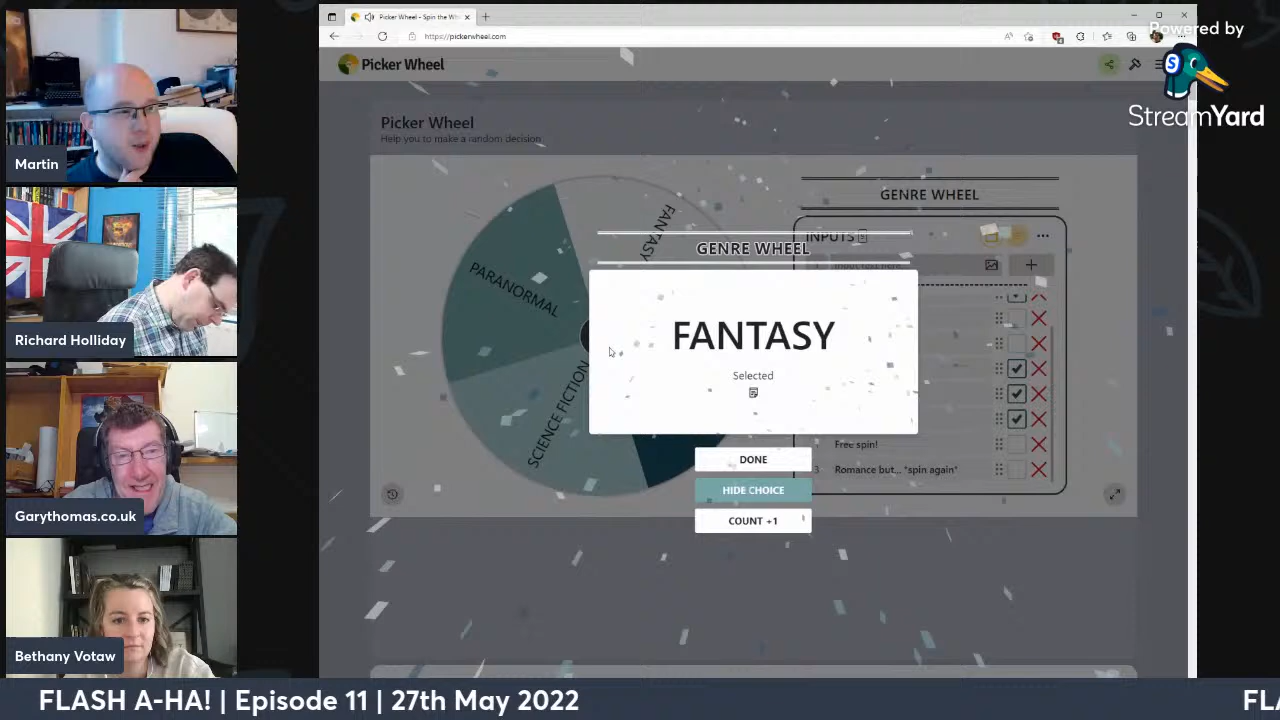 Picker Wheel - Spin the Wh
https://pickerwheel.com
Powered by
StreamYard
Picker Wheel
Picker Wheel
Help you to make a random decision
Martin
Richard Holliday
Garythomas.co.uk
Bethany Votaw
FANTASY
PARANORMAL
SCIENCE FICTION
GENRE WHEEL
INPUTS
Input text here...
Free spin!
Romance but... *spin again*
GENRE WHEEL
FANTASY
Selected
DONE
HIDE CHOICE
COUNT +1
FLASH A-HA! | Episode 11 | 27th May 2022
FL